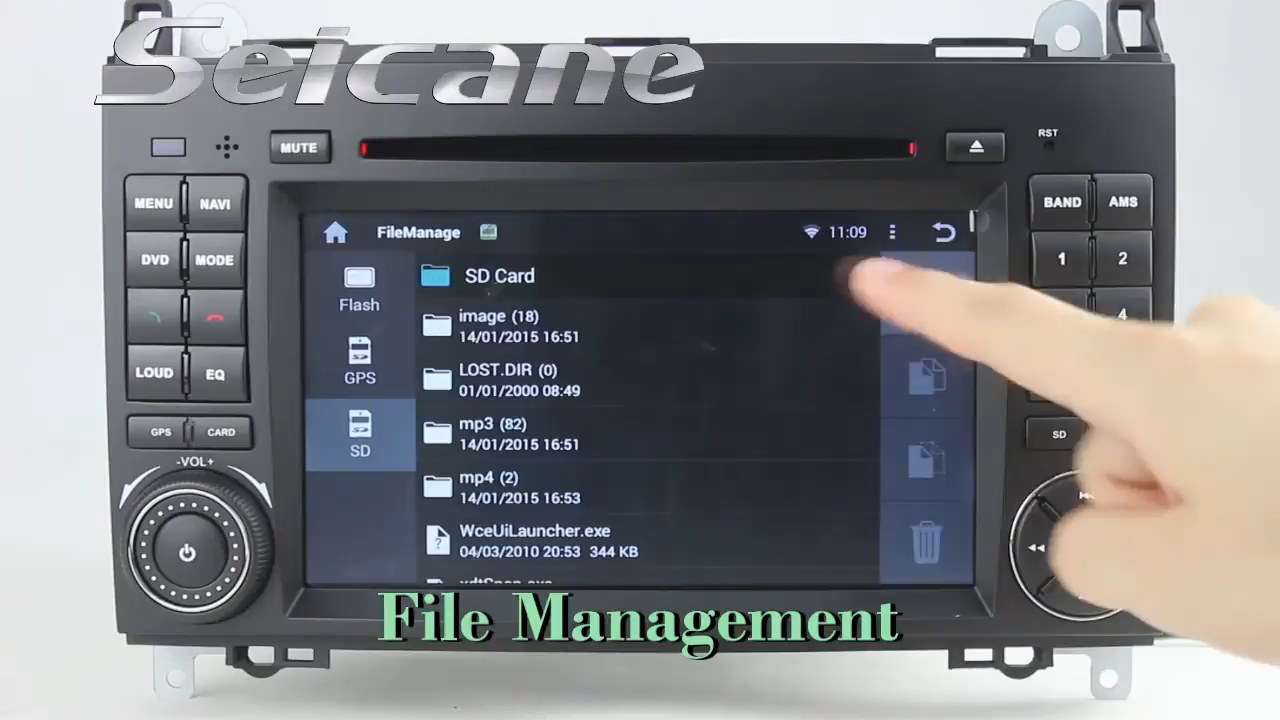 Seicane
MUTE
RST
MENU
NAVI
BAND
AMS
FileManage
11:09
DVD
MODE
1
2
SD Card
Flash
image (18)
14/01/2015 16:51
4
GPS
LOST.DIR (0)
01/01/2000 08:49
LOUD
EQ
mp3 (82)
14/01/2015 16:51
GPS
CARD
SD
SD
-VOL+
mp4 (2)
14/01/2015 16:53
WceUiLauncher.exe
04/03/2010 20:53 344 KB
File Management